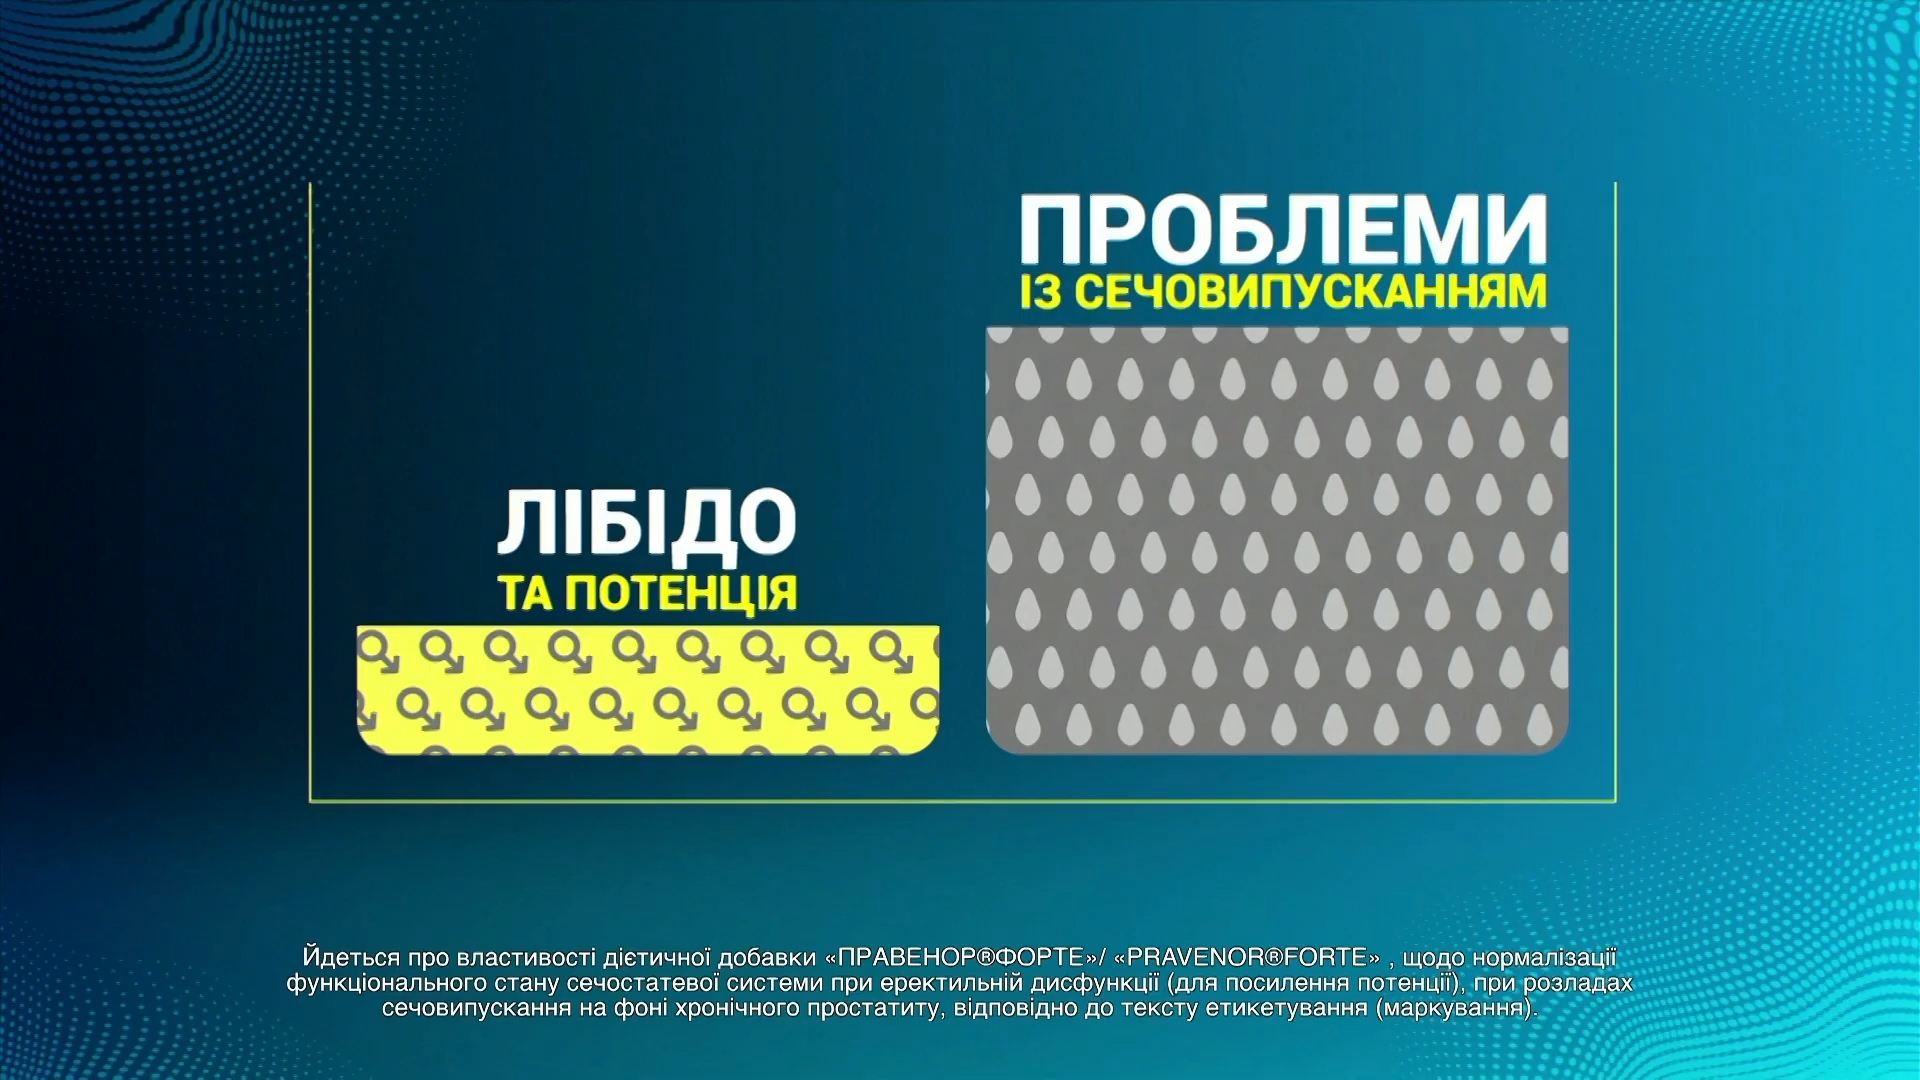 ПРОБЛЕМИ
ІЗ СЕЧОВИПУСКАННЯМ
ЛІБІДО
ТА ПОТЕНЦІЯ
Йдеться про властивості дієтичної добавки «ПРАВЕНОР®ФОРТЕ»/ «PRAVENOR®FORTE» , щодо нормалізації
функціонального стану сечостатевої системи при еректильній дисфункції (для посилення потенції), при розладах
сечовипускання на фоні хронічного простатиту, відповідно до тексту етикетування (маркування).